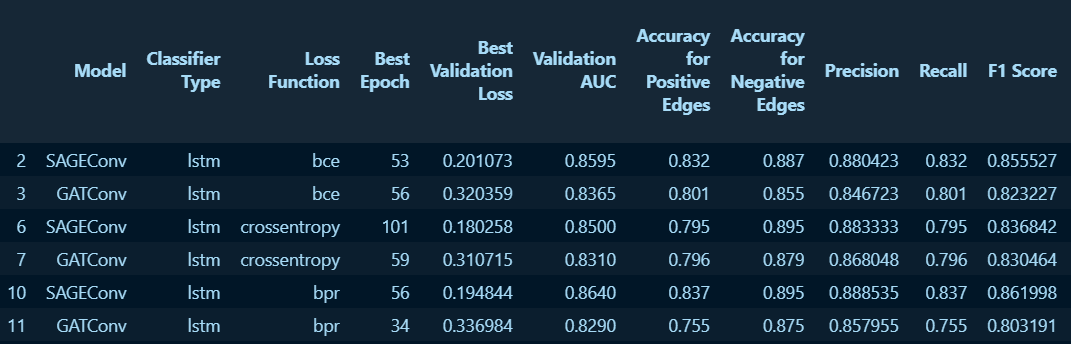 Model Classifier Type Loss Function Best Epoch Best Validation Loss Validation AUC Accuracy for Positive Edges Accuracy for Negative Edges Precision Recall F1 Score
2 SAGEConv lstm bce 53 0.201073 0.8595 0.832 0.887 0.880423 0.832 0.855527
3 GATConv lstm bce 56 0.320359 0.8365 0.801 0.855 0.846723 0.801 0.823227
6 SAGEConv lstm crossentropy 101 0.180258 0.8500 0.795 0.895 0.883333 0.795 0.836842
7 GATConv lstm crossentropy 59 0.310715 0.8310 0.796 0.879 0.868048 0.796 0.830464
10 SAGEConv lstm bpr 56 0.194844 0.8640 0.837 0.895 0.888535 0.837 0.861998
11 GATConv lstm bpr 34 0.336984 0.8290 0.755 0.875 0.857955 0.755 0.803191